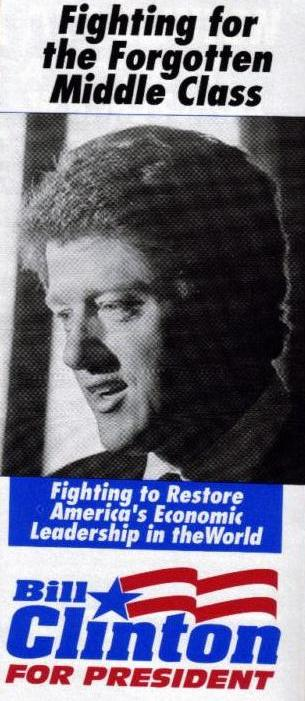 Fighting for
the Forgotten
Middle Class
Fighting to Restore
America's Economic
Leadership in theWorld
Bill
Clinton
FOR PRESIDENT